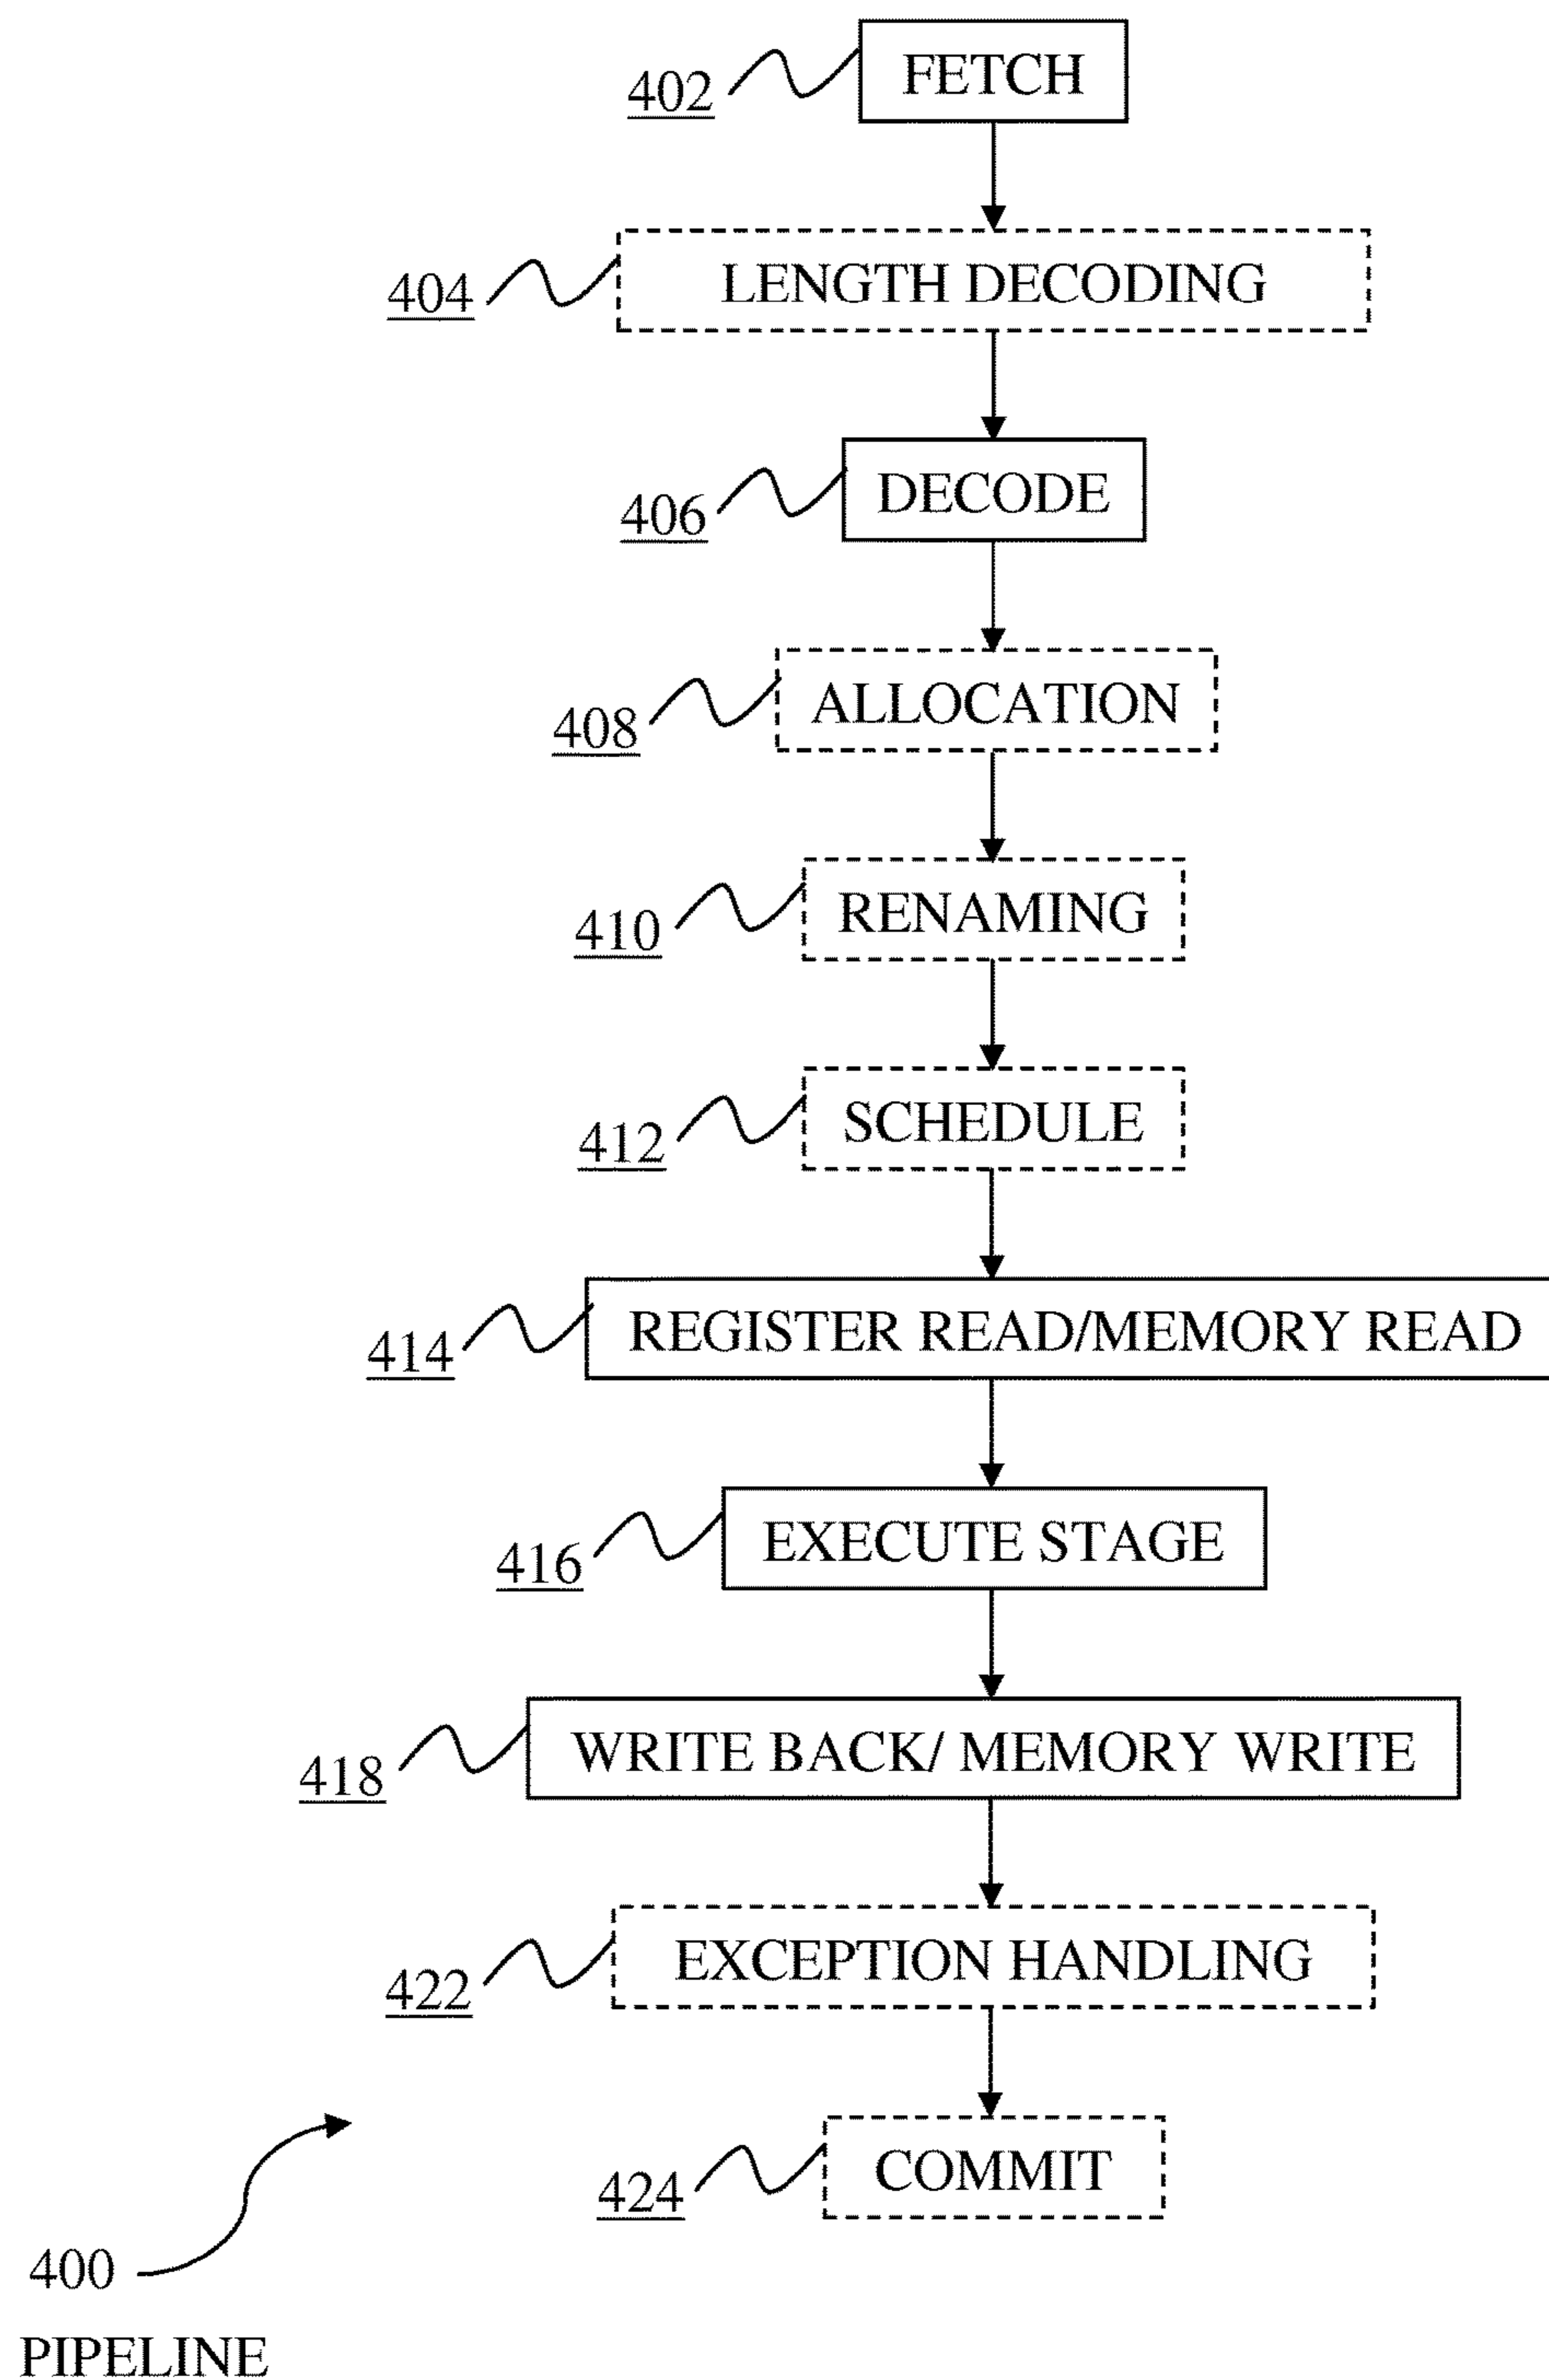 FETCH
402
LENGTH DECODING
404
DECODE
406
ALLOCATION
408
RENAMING
410
SCHEDULE
412
REGISTER READ/MEMORY READ
414
EXECUTE STAGE
416
WRITE BACK/ MEMORY WRITE
418
EXCEPTION HANDLING
422
COMMIT
424
400
PIPELINE